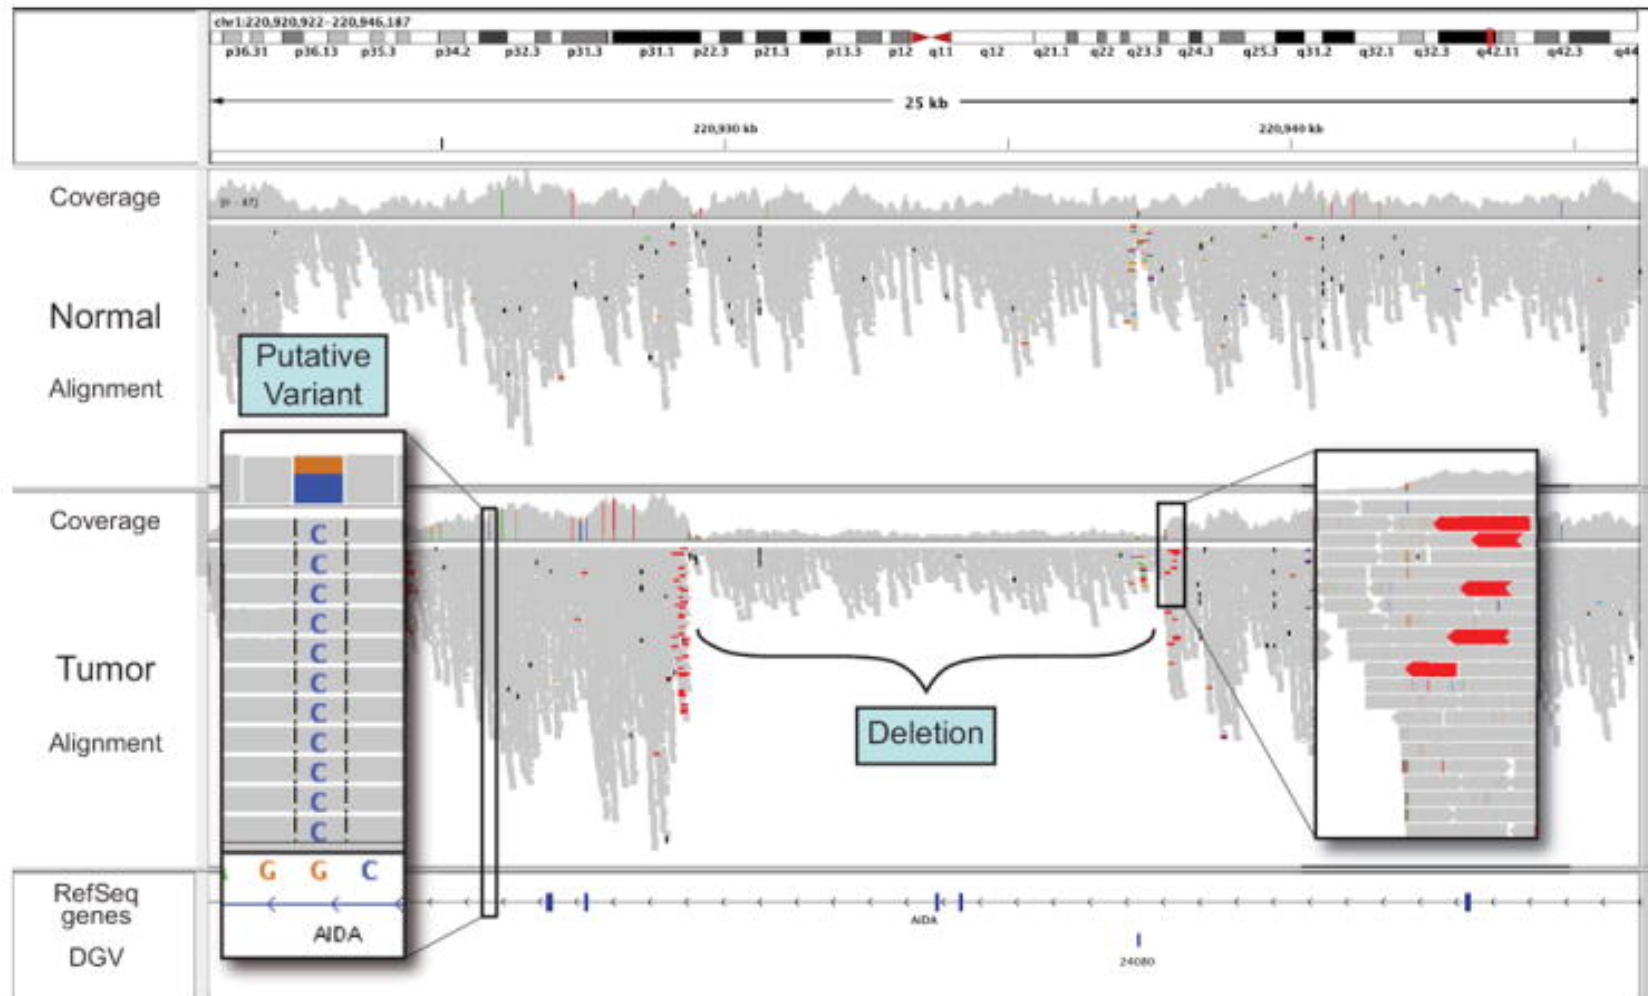 chr1:220,920,922-220,946,187
p36.31 p36.13 p35.3 p34.2 p32.3 p31.3 p31.1 p22.3 p21.3 p13.3 p12 q11 q12 q21.1 q22 q23.3 q24.3 q25.3 q31.2 q32.1 q32.3 q42.11 q42.3 q44
25 kb
220,930 kb 220,940 kb
Coverage
Normal
Alignment
Putative
Variant
Coverage
C
C
C
C
C
C
C
C
C
C
C
Tumor
Alignment
Deletion
G G C
AIDA
RefSeq
genes
AIDA
DGV
24080